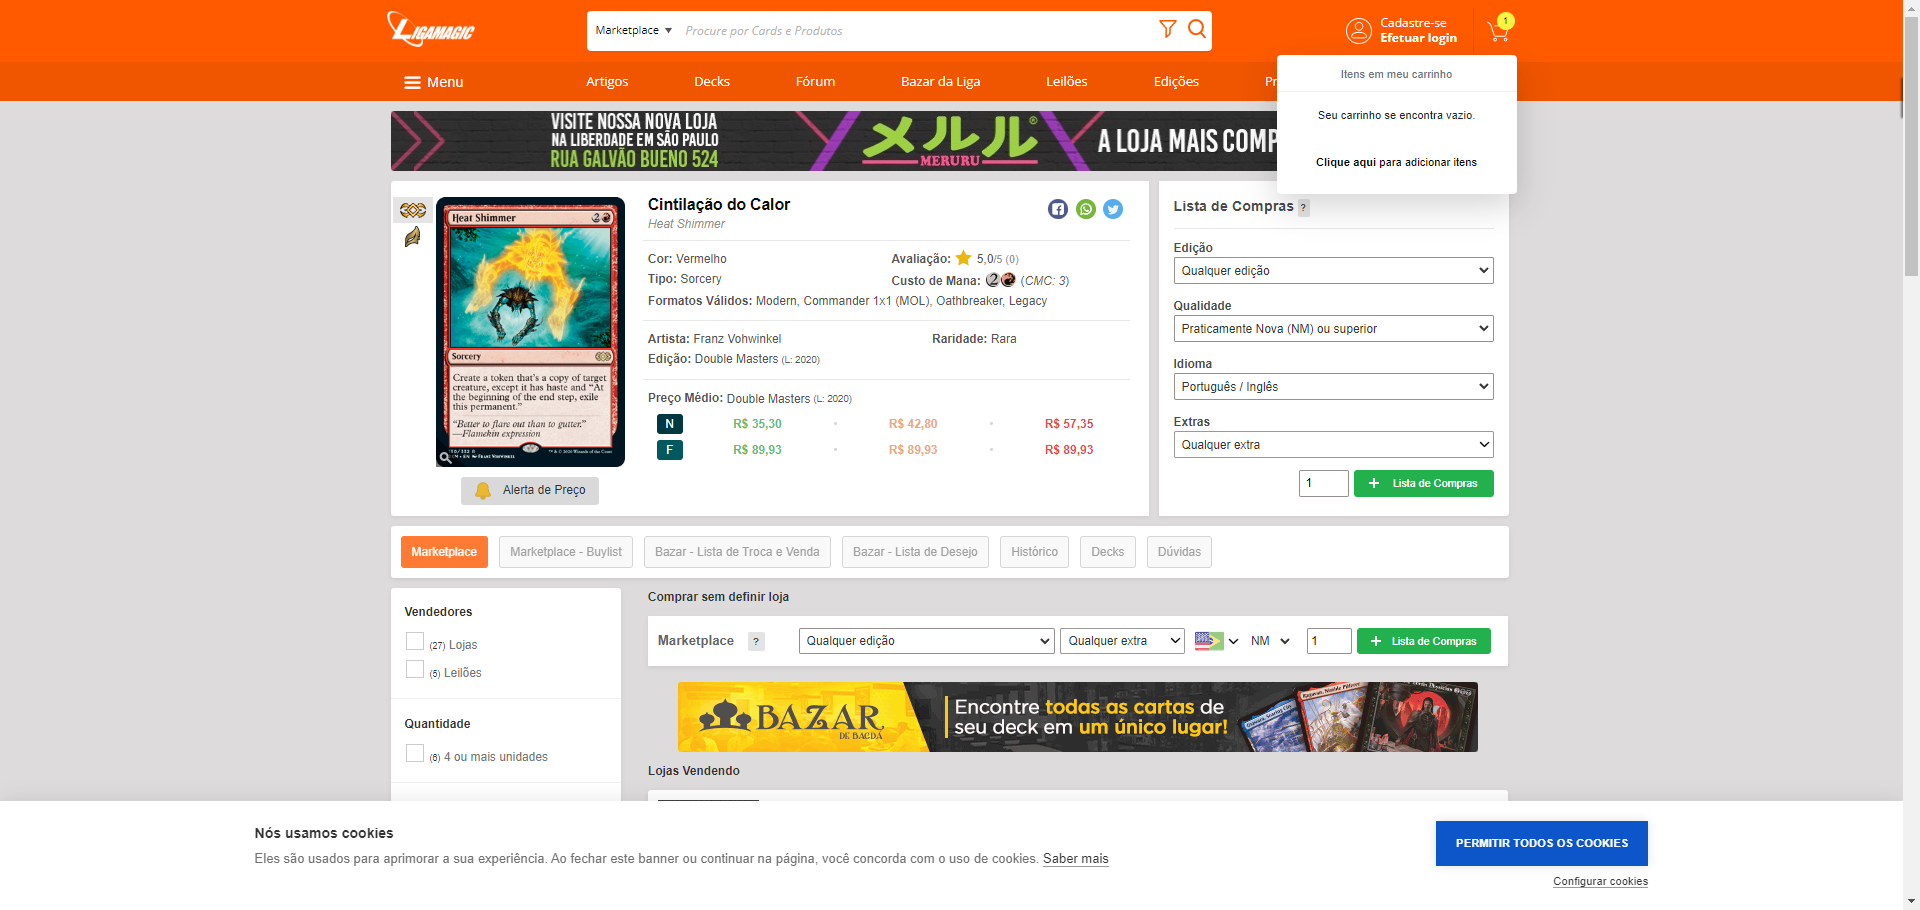 LIGAMAGIC
Marketplace
Procure por Cards e Produtos
Cadastre-se
Efetuar login
1
Menu
Artigos
Decks
Fórum
Bazar da Liga
Leilões
Edições
Pr
Itens em meu carrinho
Seu carrinho se encontra vazio.
Clique aqui para adicionar itens
VISITE NOSSA NOVA LOJA
NA LIBERDADE EM SÃO PAULO
RUA GALVÃO BUENO 524
メルル®
MERURU
A LOJA MAIS COMP
Heat Shimmer
2
Sorcery
Create a token that's a copy of target
creature, except it has haste and "At
the beginning of the end step, exile
this permanent."
"Better to flare out than to gutter."
—Flamekin expression
Franz Vohwinkel
Alerta de Preço
Cintilação do Calor
Heat Shimmer
Cor: Vermelho
Avaliação: 5,0/5 (0)
Tipo: Sorcery
Custo de Mana: 2 (CMC: 3)
Formatos Válidos: Modern, Commander 1x1 (MOL), Oathbreaker, Legacy
Artista: Franz Vohwinkel
Raridade: Rara
Edição: Double Masters (L: 2020)
Preço Médio: Double Masters (L: 2020)
N R$ 35,30 R$ 42,80 R$ 57,35
F R$ 89,93 R$ 89,93 R$ 89,93
Lista de Compras ?
Edição
Qualquer edição
Qualidade
Praticamente Nova (NM) ou superior
Idioma
Português / Inglês
Extras
Qualquer extra
1
+ Lista de Compras
Marketplace
Marketplace - Buylist
Bazar - Lista de Troca e Venda
Bazar - Lista de Desejo
Histórico
Decks
Dúvidas
Vendedores
(27) Lojas
(5) Leilões
Quantidade
(8) 4 ou mais unidades
Comprar sem definir loja
Marketplace ?
Qualquer edição
Qualquer extra
NM
1
+ Lista de Compras
BAZAR
DE BAGDÁ
Encontre todas as cartas de
seu deck em um único lugar!
Lojas Vendendo
Nós usamos cookies
Eles são usados para aprimorar a sua experiência. Ao fechar este banner ou continuar na página, você concorda com o uso de cookies. Saber mais
PERMITIR TODOS OS COOKIES
Configurar cookies